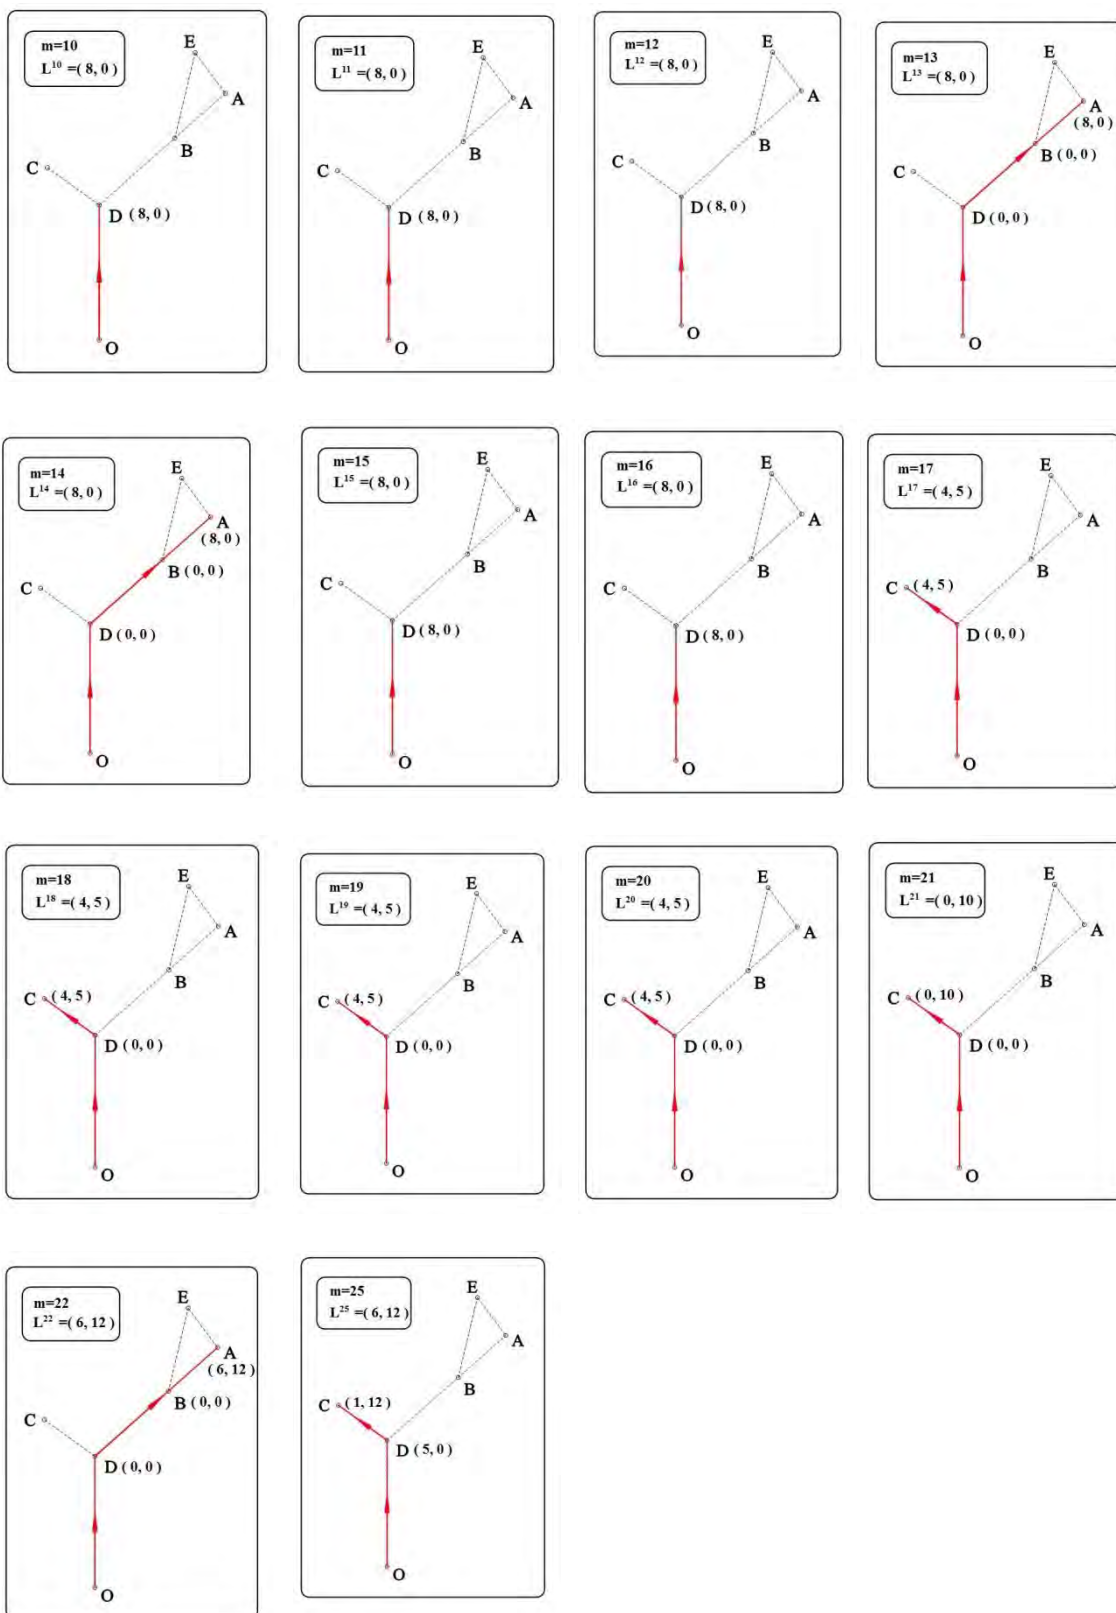 m=10
L¹⁰ =( 8, 0 )
E
A
B
C
D ( 8, 0 )
O
m=11
L¹¹ =( 8, 0 )
E
A
B
C
D ( 8, 0 )
O
m=12
L¹² =( 8, 0 )
E
A
B
C
D ( 8, 0 )
O
m=13
L¹³ =( 8, 0 )
E
A
( 8, 0 )
B ( 0, 0 )
C
D ( 0, 0 )
O
m=14
L¹⁴ =( 8, 0 )
E
A
( 8, 0 )
B ( 0, 0 )
C
D ( 0, 0 )
O
m=15
L¹⁵ =( 8, 0 )
E
A
B
C
D ( 8, 0 )
O
m=16
L¹⁶ =( 8, 0 )
E
A
B
C
D ( 8, 0 )
O
m=17
L¹⁷ =( 4, 5 )
E
A
B
C ( 4, 5 )
D ( 0, 0 )
O
m=18
L¹⁸ =( 4, 5 )
E
A
B
C ( 4, 5 )
D ( 0, 0 )
O
m=19
L¹⁹ =( 4, 5 )
E
A
B
C ( 4, 5 )
D ( 0, 0 )
O
m=20
L²⁰ =( 4, 5 )
E
A
B
C ( 4, 5 )
D ( 0, 0 )
O
m=21
L²¹ =( 0, 10 )
E
A
B
C ( 0, 10 )
D ( 0, 0 )
O
m=22
L²² =( 6, 12 )
E
A
( 6, 12 )
B ( 0, 0 )
C
D ( 0, 0 )
O
m=25
L²⁵ =( 6, 12 )
E
A
B
C ( 1, 12 )
D ( 5, 0 )
O